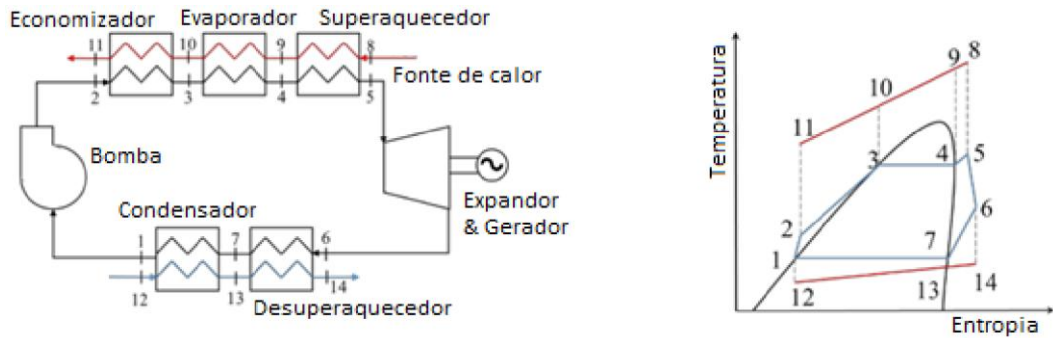 Economizador Evaporador Superaquecedor
11 10 9 8
Fonte de calor
2 3 4 5
Bomba
Expandor
& Gerador
Condensador
1 7 6
12 13 14
Desuperaquecedor
Temperatura
9 8
10
11
3 4 5
2 6
1 7
12 13 14
Entropia